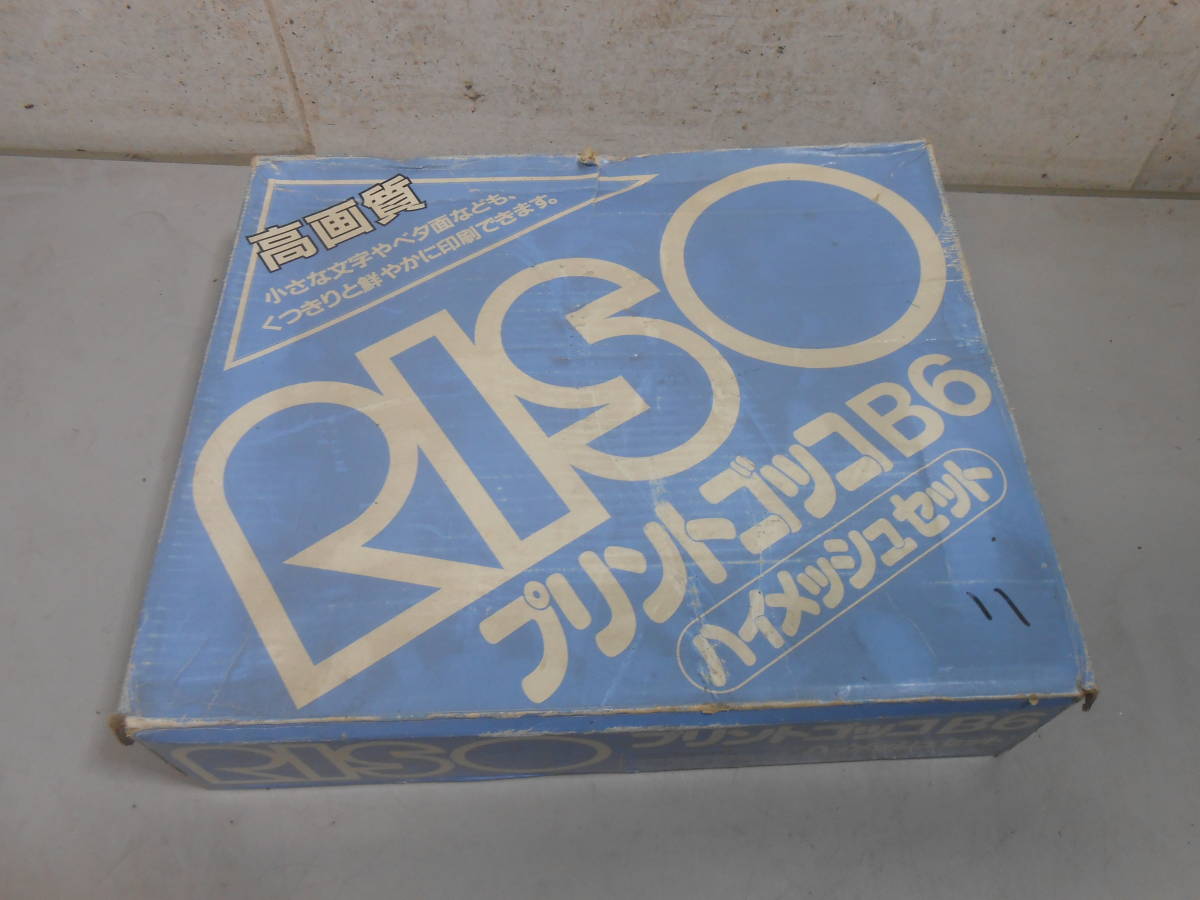 高画質
小さな文字やベタ面なども、
くっきりと鮮やかに印刷できます。
RISO
プリントゴッコB6
ハイメッシュセット
11
RISO
プリントゴッコB6